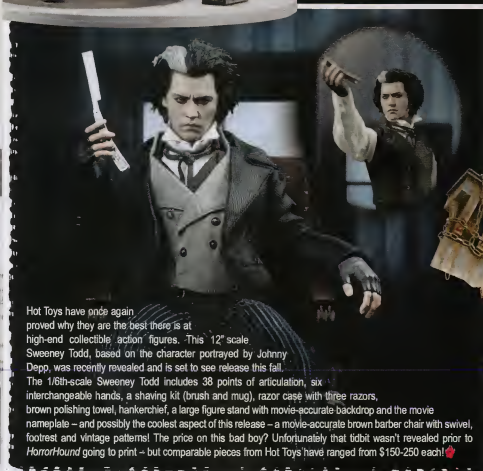 Hot Toys have once again
proved why they are the best there is at
high-end collectible action figures. This 12" scale
Sweeney Todd, based on the character portrayed by Johnny
Depp, was recently revealed and is set to see release this fall.
The 1/6th-scale Sweeney Todd includes 38 points of articulation, six
interchangeable hands, a shaving kit (brush and mug), razor case with three razors,
brown polishing towel, hankerchief, a large figure stand with movie-accurate backdrop and the movie
nameplate – and possibly the coolest aspect of this release – a movie-accurate brown barber chair with swivel,
footrest and vintage patterns! The price on this bad boy? Unfortunately that tidbit wasn't revealed prior to
HorrorHound going to print – but comparable pieces from Hot Toys have ranged from $150-250 each!